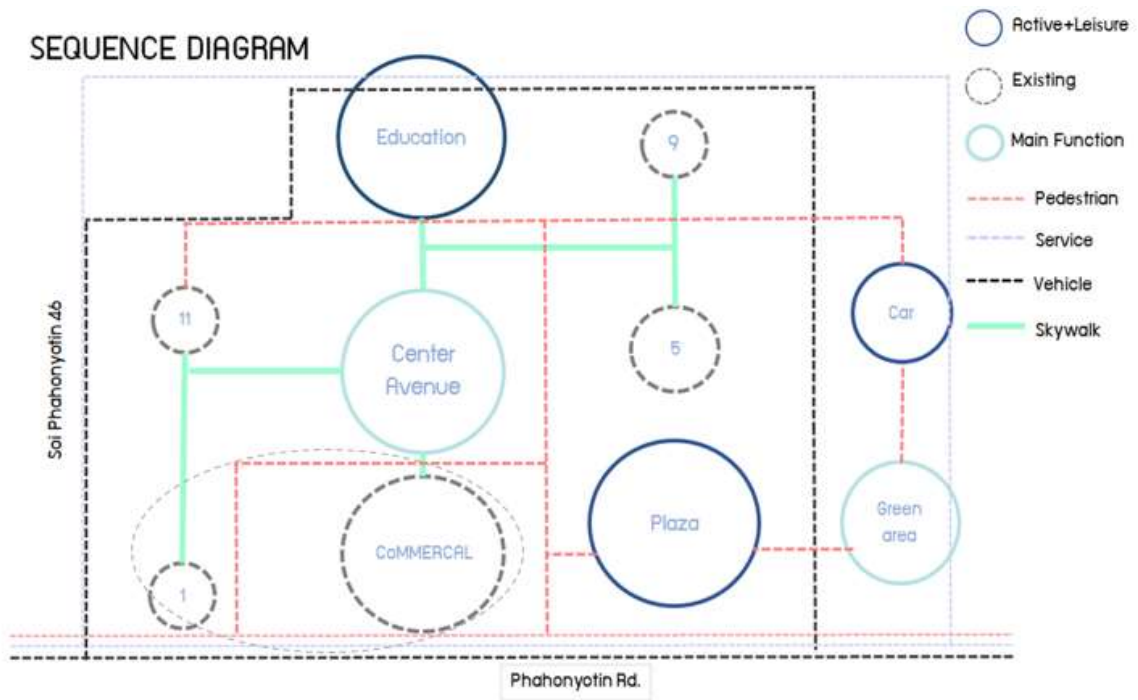 SEQUENCE DIAGRAM
Active+Leisure
Existing
Main Function
Pedestrian
Service
Vehicle
Skywalk
Education
9
11
Center
Avenue
5
Car
Soi Phahonyotin 46
Plaza
Green
area
CoMMERCAL
1
Phahonyotin Rd.